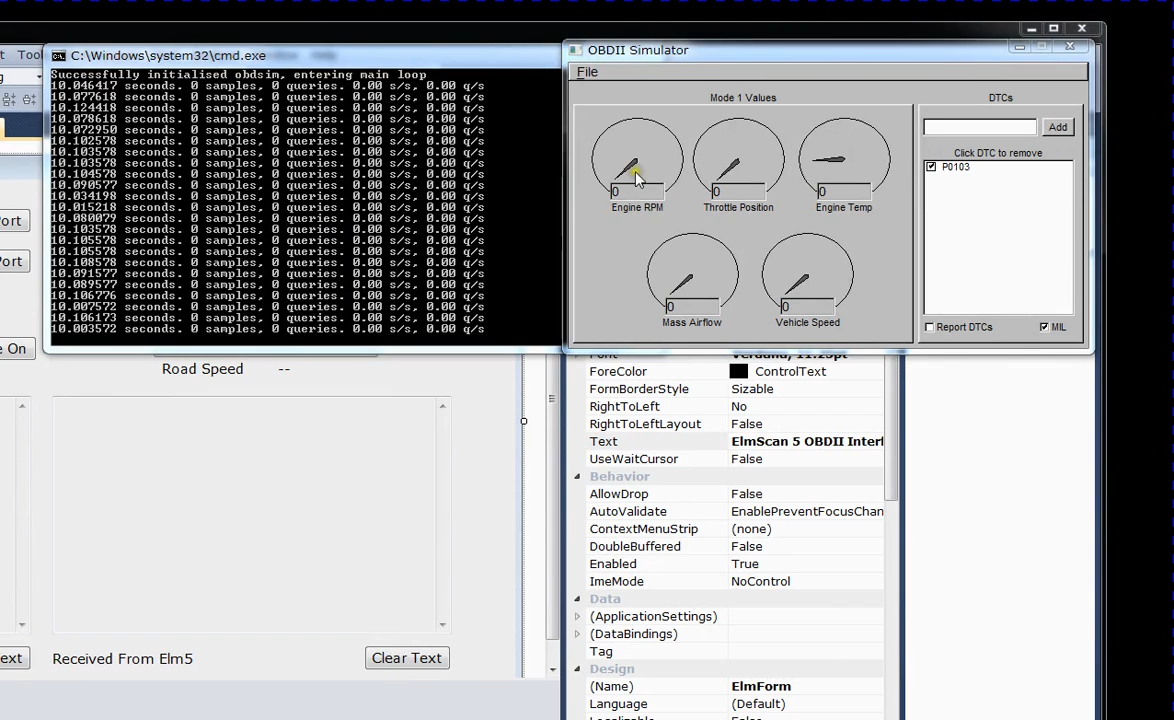 t Tool
C:\Windows\system32\cmd.exe
Successfully initialised obdsim, entering main loop
10.046417 seconds. 0 samples, 0 queries. 0.00 s/s, 0.00 q/s
10.077618 seconds. 0 samples, 0 queries. 0.00 s/s, 0.00 q/s
10.124418 seconds. 0 samples, 0 queries. 0.00 s/s, 0.00 q/s
10.078618 seconds. 0 samples, 0 queries. 0.00 s/s, 0.00 q/s
10.072950 seconds. 0 samples, 0 queries. 0.00 s/s, 0.00 q/s
10.102578 seconds. 0 samples, 0 queries. 0.00 s/s, 0.00 q/s
10.103578 seconds. 0 samples, 0 queries. 0.00 s/s, 0.00 q/s
10.103578 seconds. 0 samples, 0 queries. 0.00 s/s, 0.00 q/s
10.104578 seconds. 0 samples, 0 queries. 0.00 s/s, 0.00 q/s
10.090577 seconds. 0 samples, 0 queries. 0.00 s/s, 0.00 q/s
10.034198 seconds. 0 samples, 0 queries. 0.00 s/s, 0.00 q/s
10.015218 seconds. 0 samples, 0 queries. 0.00 s/s, 0.00 q/s
10.080079 seconds. 0 samples, 0 queries. 0.00 s/s, 0.00 q/s
10.103578 seconds. 0 samples, 0 queries. 0.00 s/s, 0.00 q/s
10.105578 seconds. 0 samples, 0 queries. 0.00 s/s, 0.00 q/s
10.105578 seconds. 0 samples, 0 queries. 0.00 s/s, 0.00 q/s
10.108578 seconds. 0 samples, 0 queries. 0.00 s/s, 0.00 q/s
10.091577 seconds. 0 samples, 0 queries. 0.00 s/s, 0.00 q/s
10.089577 seconds. 0 samples, 0 queries. 0.00 s/s, 0.00 q/s
10.106776 seconds. 0 samples, 0 queries. 0.00 s/s, 0.00 q/s
10.007572 seconds. 0 samples, 0 queries. 0.00 s/s, 0.00 q/s
10.106173 seconds. 0 samples, 0 queries. 0.00 s/s, 0.00 q/s
10.003572 seconds. 0 samples, 0 queries. 0.00 s/s, 0.00 q/s
OBDII Simulator
File
Mode 1 Values
0 0 0
Engine RPM Throttle Position Engine Temp
0 0
Mass Airflow Vehicle Speed
DTCs
Add
Click DTC to remove
P0103
Report DTCs MIL
g
Port
Port
e On
Road Speed --
ext Received From Elm5 Clear Text
Font Verdana, 11.25pt
ForeColor ControlText
FormBorderStyle Sizable
RightToLeft No
RightToLeftLayout False
Text ElmScan 5 OBDII Interf
UseWaitCursor False
Behavior
AllowDrop False
AutoValidate EnablePreventFocusChan
ContextMenuStrip (none)
DoubleBuffered False
Enabled True
ImeMode NoControl
Data
(ApplicationSettings)
(DataBindings)
Tag
Design
(Name) ElmForm
Language (Default)
Localizable False